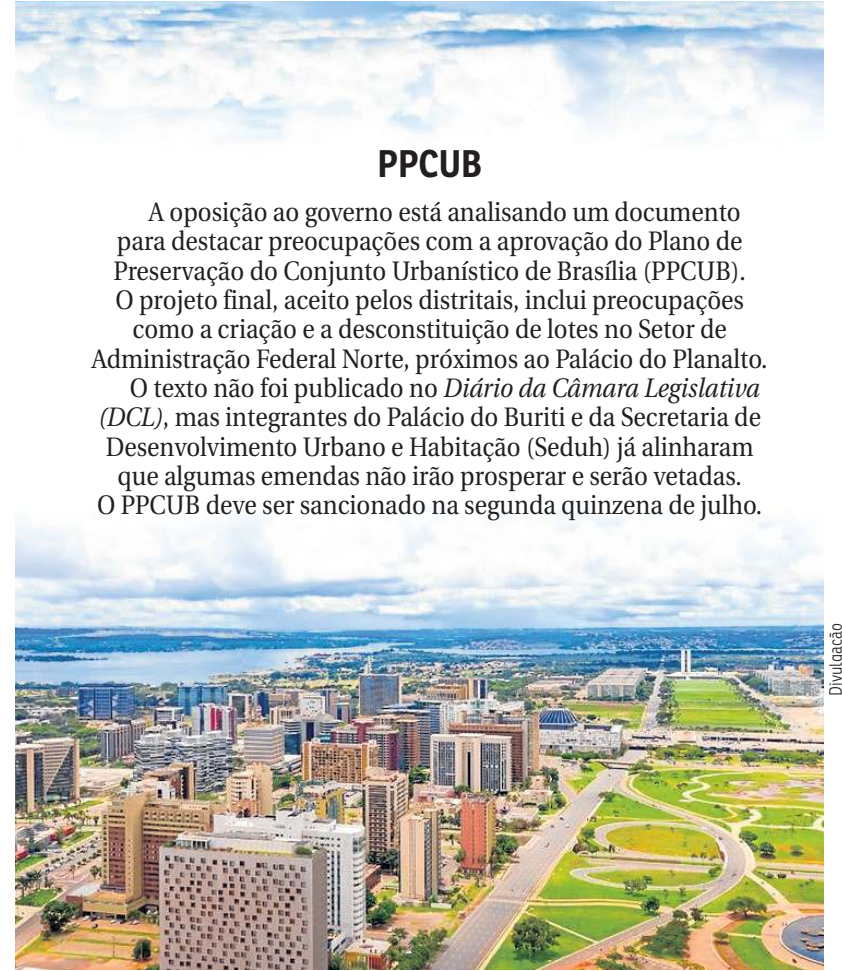 PPCUB
A oposição ao governo está analisando um documento
para destacar preocupações com a aprovação do Plano de
Preservação do Conjunto Urbanístico de Brasília (PPCUB).
O projeto final, aceito pelos distritais, inclui preocupações
como a criação e a desconstituição de lotes no Setor de
Administração Federal Norte, próximos ao Palácio do Planalto.
O texto não foi publicado no Diário da Câmara Legislativa
(DCL), mas integrantes do Palácio do Buriti e da Secretaria de
Desenvolvimento Urbano e Habitação (Seduh) já alinharam
que algumas emendas não irão prosperar e serão vetadas.
O PPCUB deve ser sancionado na segunda quinzena de julho.
Divulgação